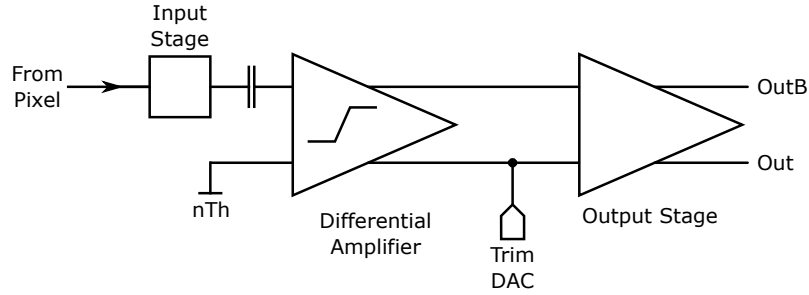 Input
Stage
From
Pixel
OutB
Out
nTh
Differential
Amplifier
Output Stage
Trim
DAC